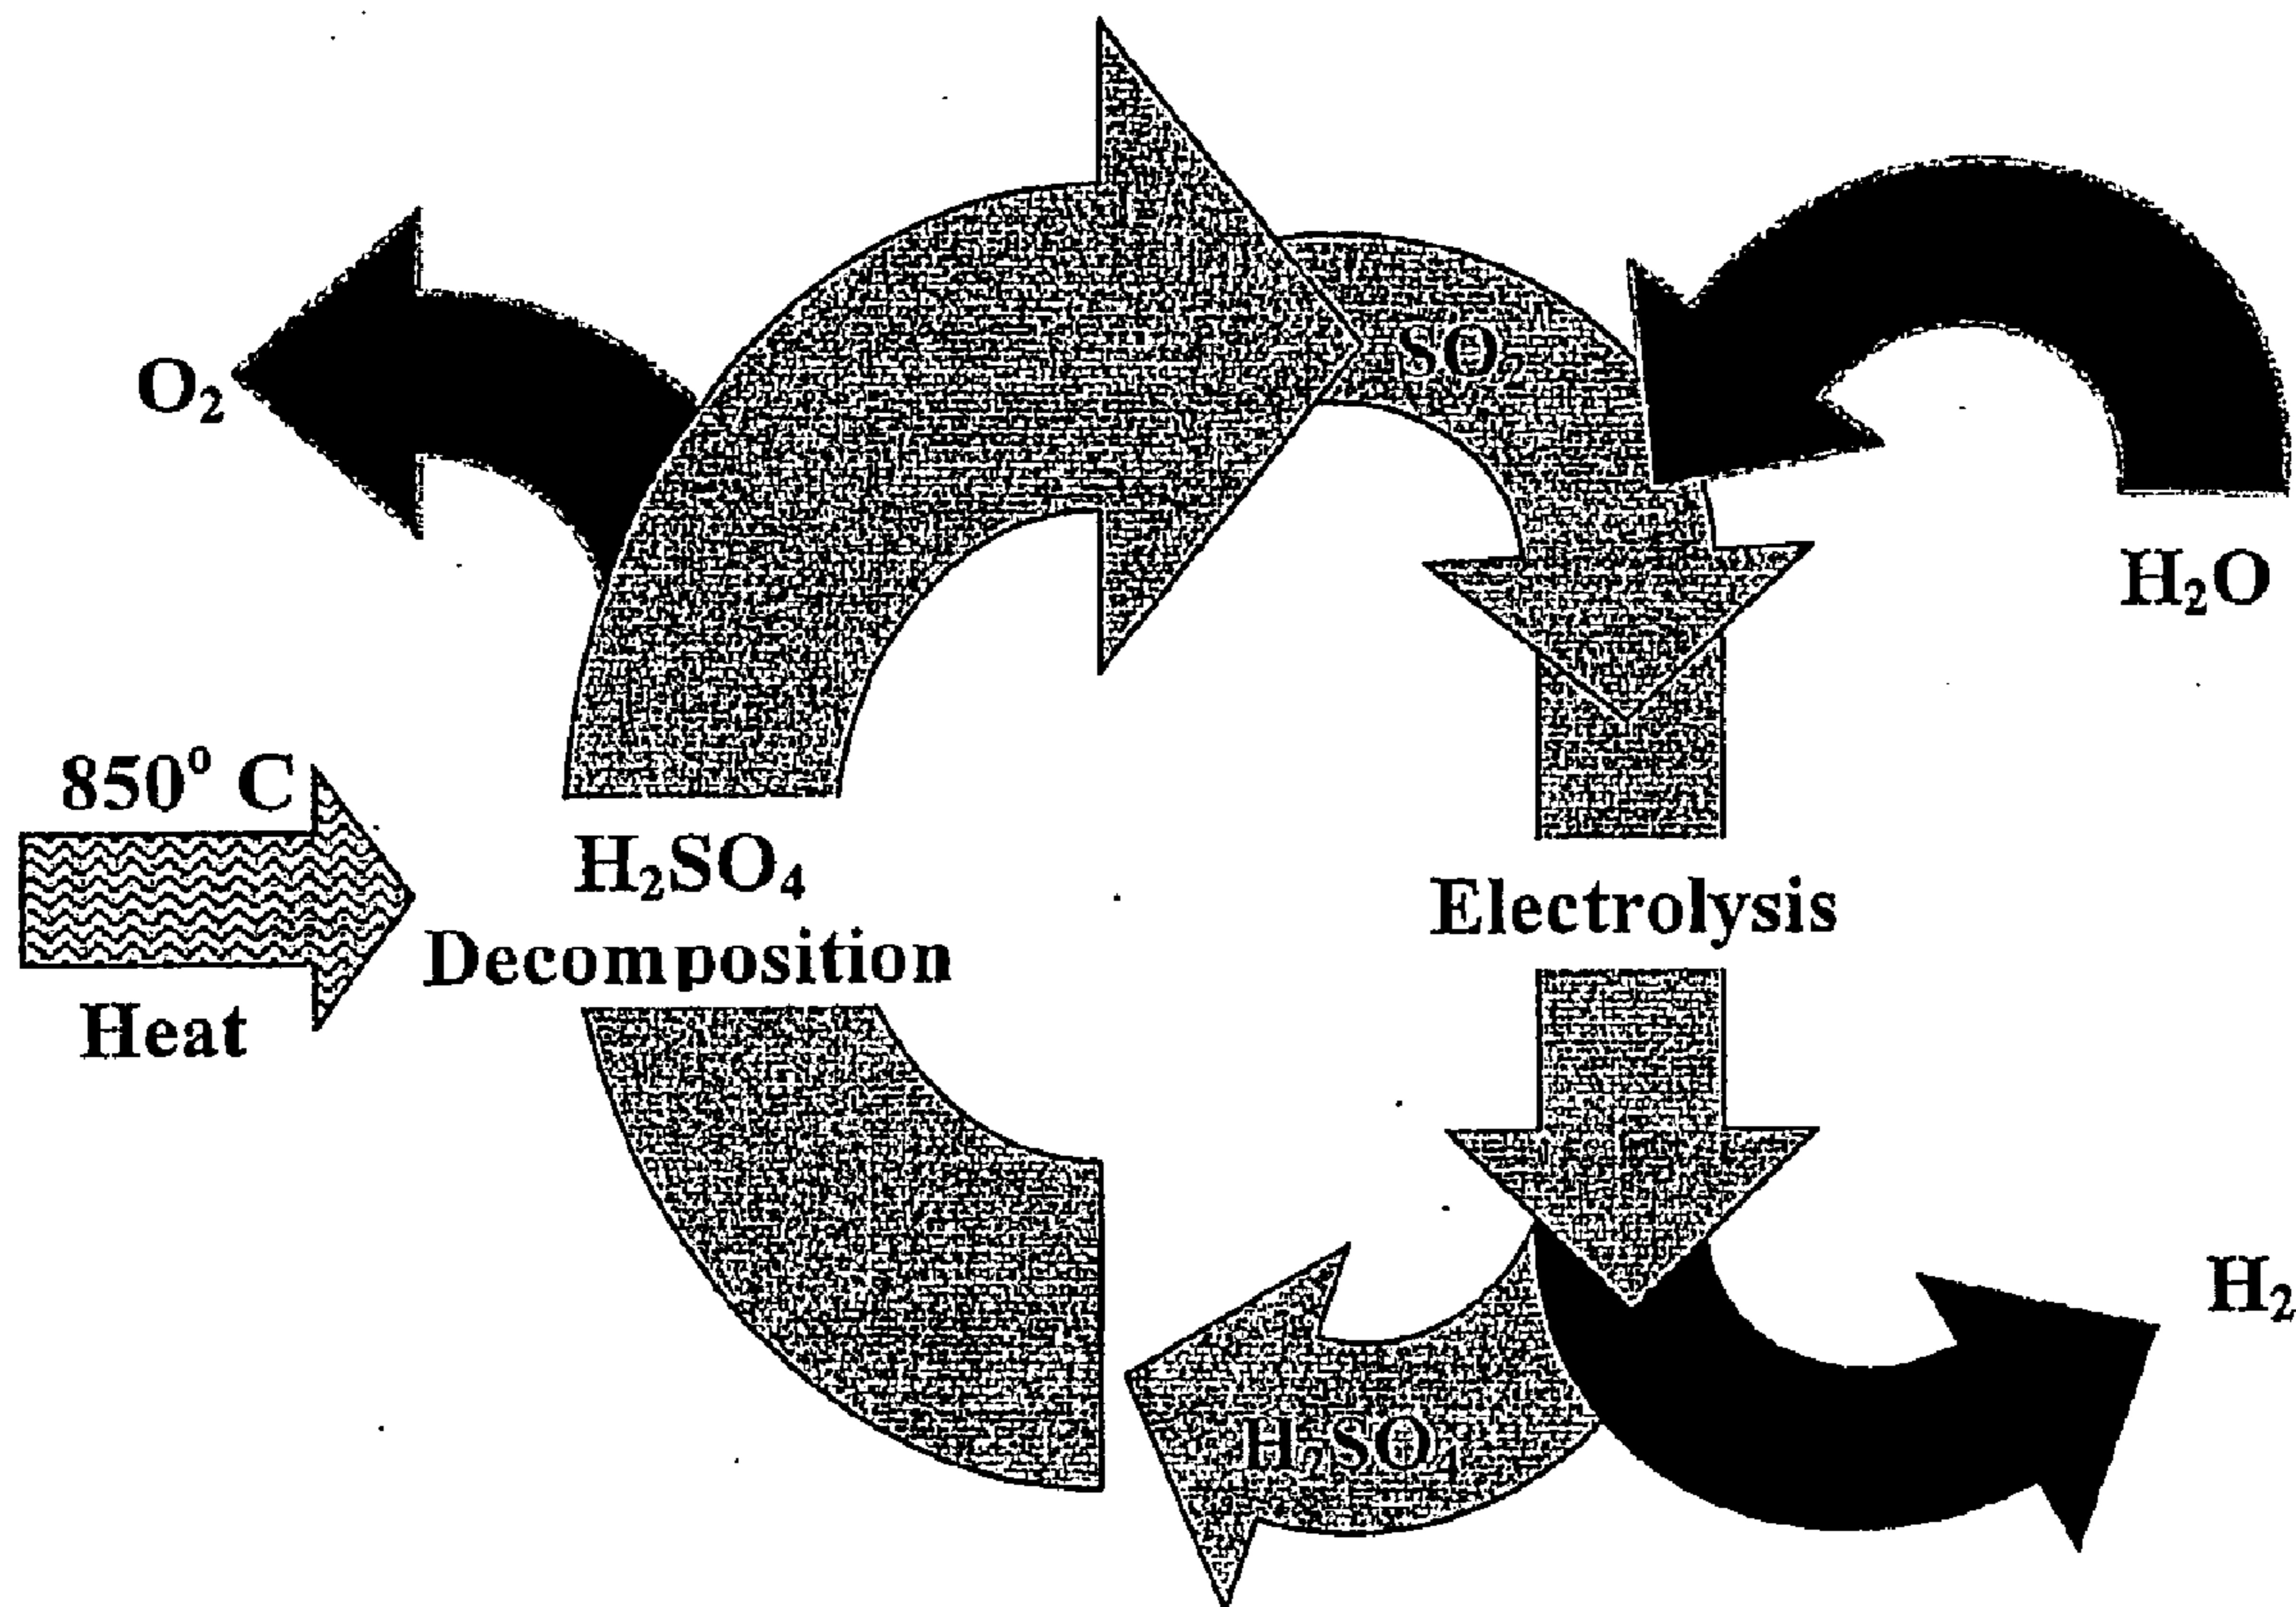 O₂
SO₂
H₂O
850° C
Heat
H₂SO₄
Decomposition
Electrolysis
H₂
H₂SO₄